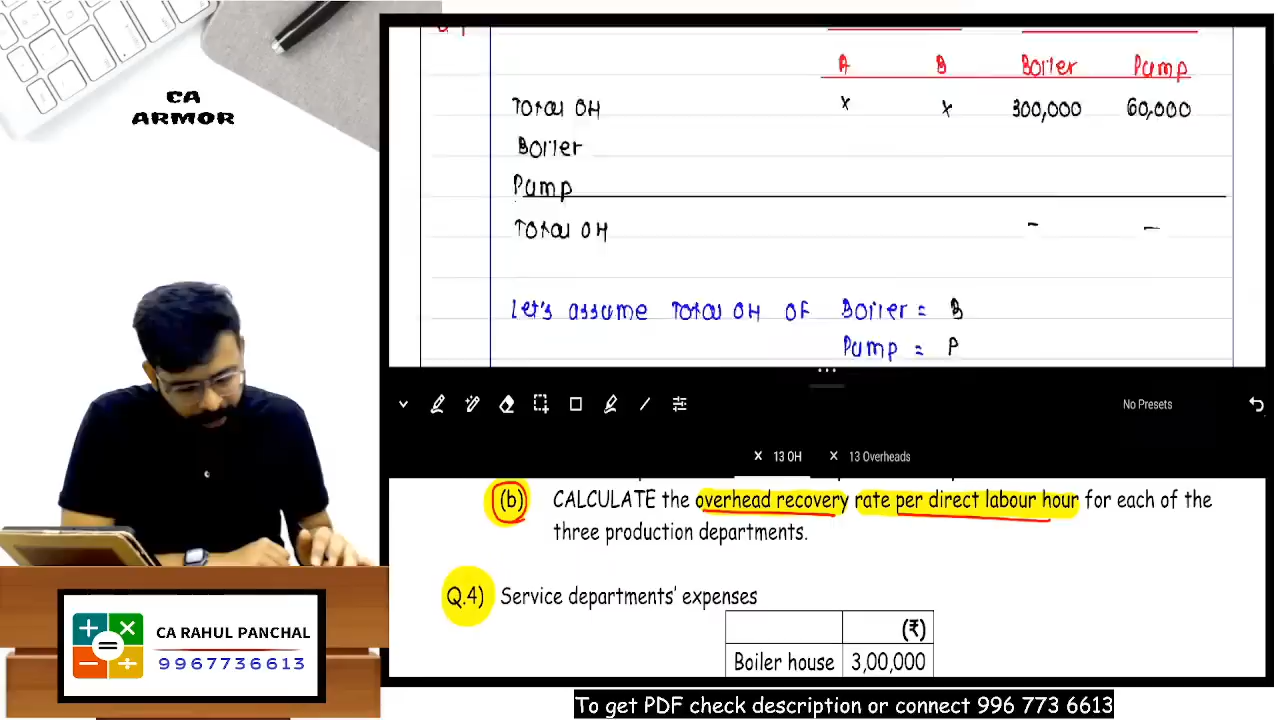 CA
ARMOR
A B Boiler Pump
Total OH x x 300,000 60,000
Boiler
Pump
Total OH - -
Let's assume Total OH OF Boiler = B
Pump = P
No Presets
× 13 OH × 13 Overheads
(b) CALCULATE the overhead recovery rate per direct labour hour for each of the
three production departments.
Q.4) Service departments' expenses
(₹)
Boiler house 3,00,000
CA RAHUL PANCHAL
9967736613
To get PDF check description or connect 996 773 6613